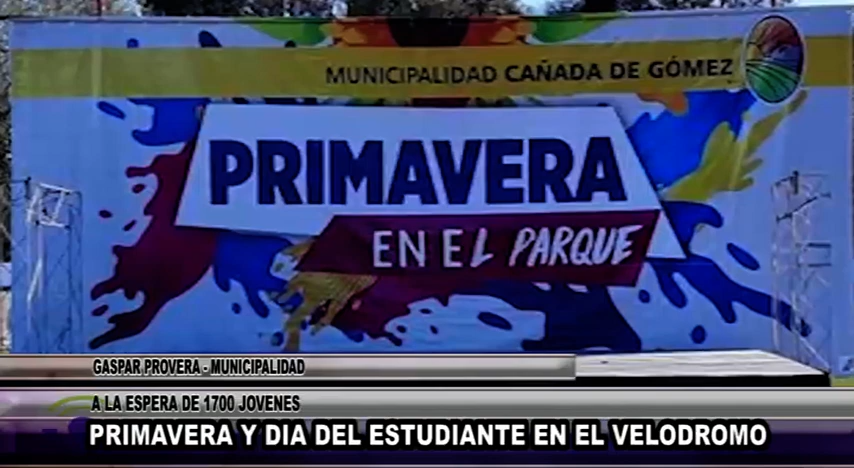 MUNICIPALIDAD CAÑADA DE GÓMEZ
PRIMAVERA
EN EL PARQUE
GASPAR PROVERA - MUNICIPALIDAD
A LA ESPERA DE 1700 JOVENES
PRIMAVERA Y DIA DEL ESTUDIANTE EN EL VELODROMO